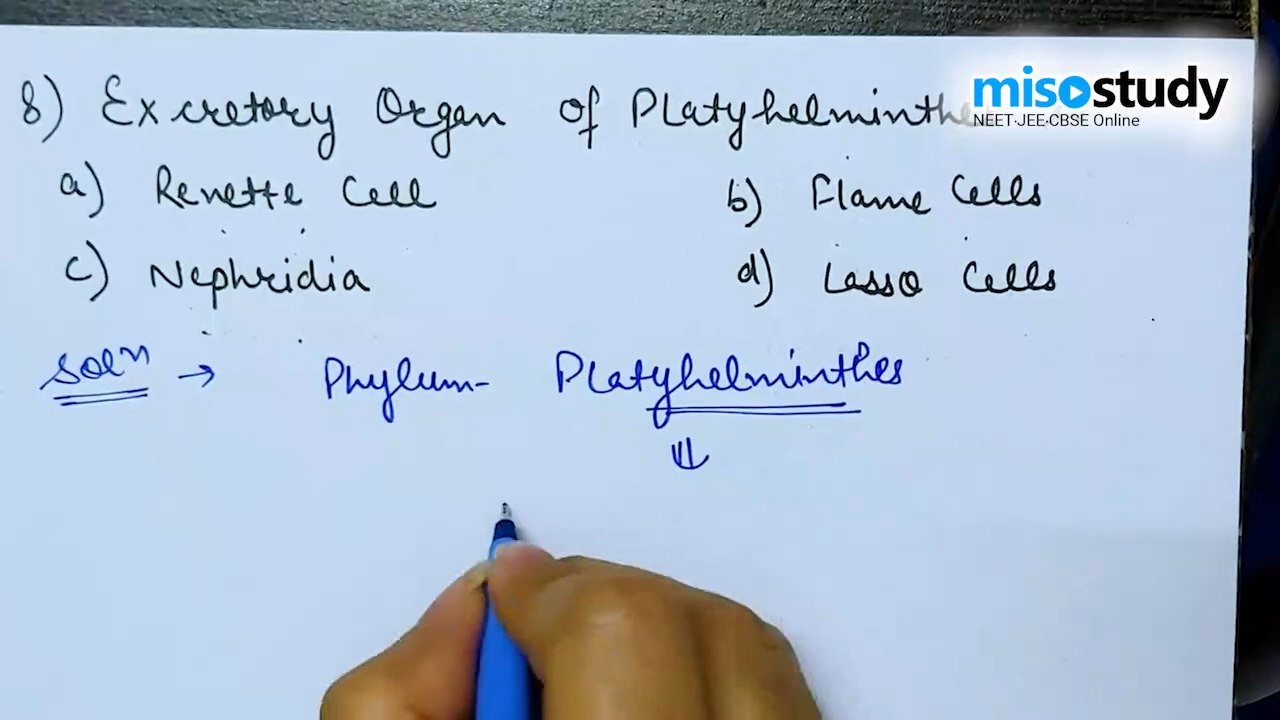 misostudy
NEET-JEE-CBSE Online
8) Excretory Organ of Platyhelminthe
a) Renette Cell b) Flame Cells
c) Nephridia d) Lasso Cells
Solⁿ → Phylum- Platyhelminthes
⇓